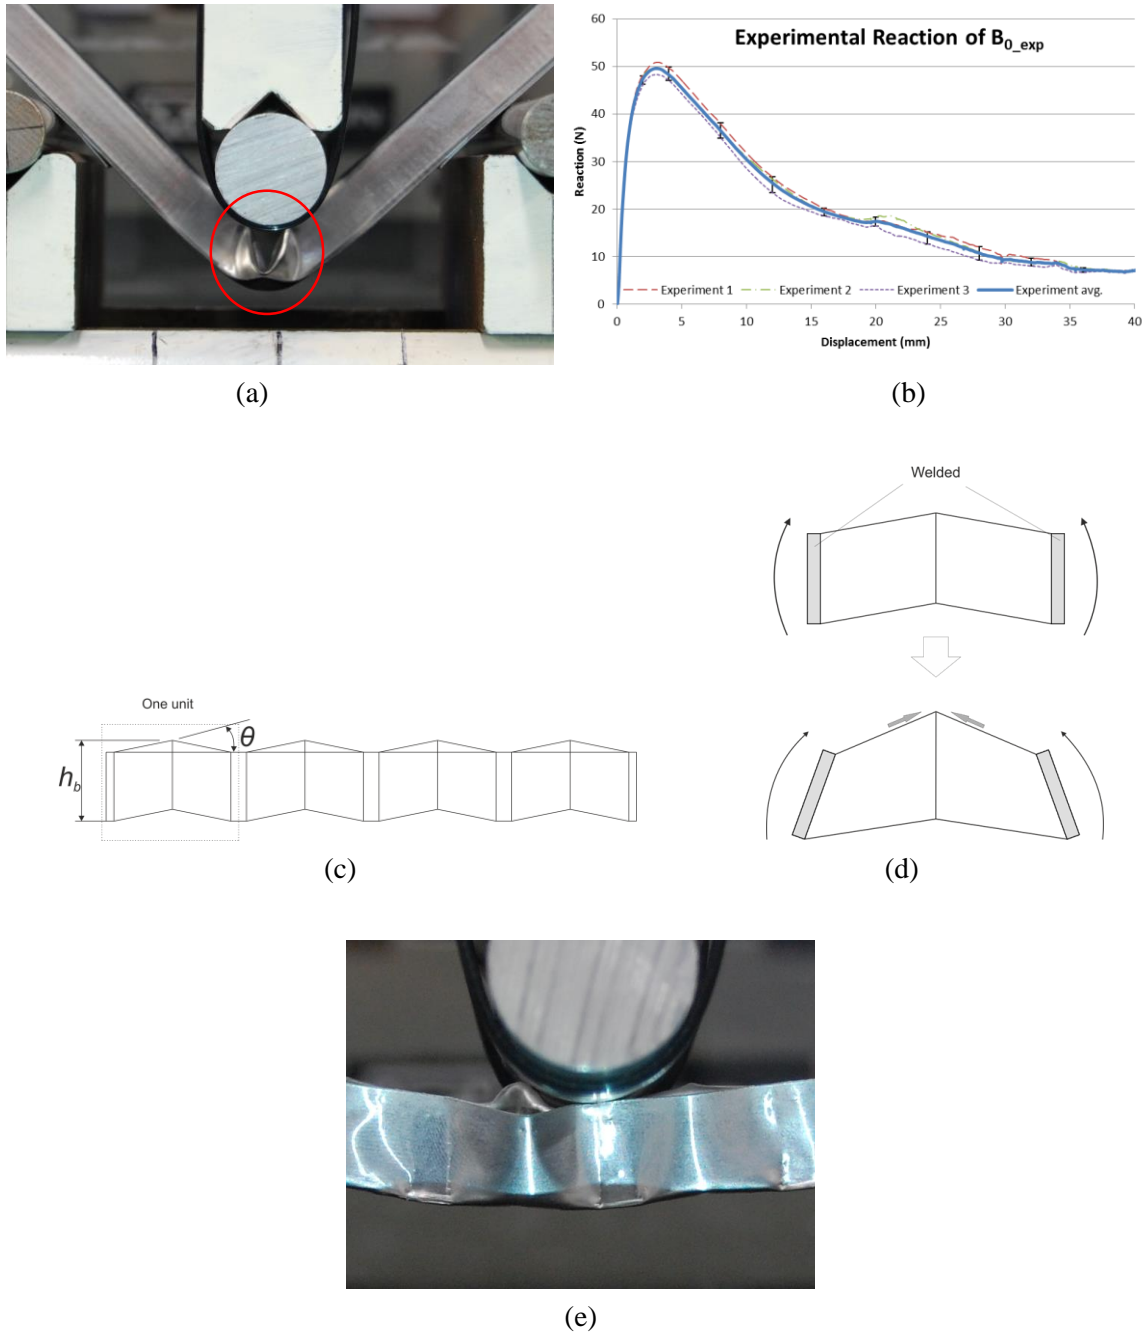 Experimental Reaction of B0_exp
60
50
40
30
20
10
0
Reaction (N)
Experiment 1 Experiment 2 Experiment 3 Experiment avg.
0 5 10 15 20 25 30 35 40
Displacement (mm)
(a) (b)
Welded
One unit
θ
hb
(c) (d)
(e)